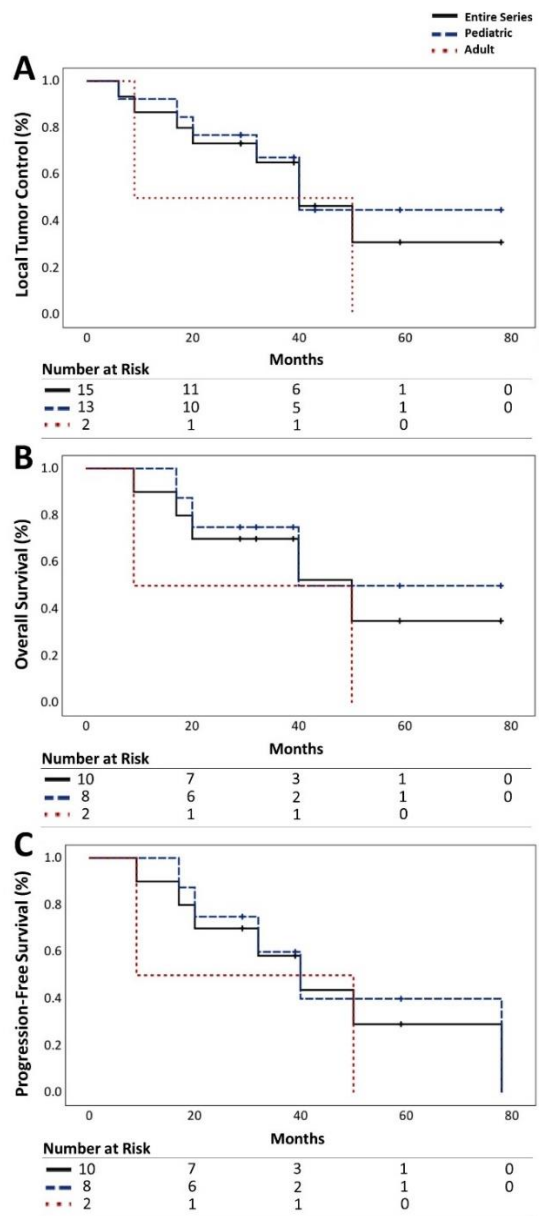 Entire Series
Pediatric
Adult
A
Local Tumor Control (%)
1.0
0.8
0.6
0.4
0.2
0.0
0 20 40 60 80
Months
Number at Risk
15 11 6 1 0
13 10 5 1 0
2 1 1 0
B
Overall Survival (%)
1.0
0.8
0.6
0.4
0.2
0.0
0 20 40 60 80
Months
Number at Risk
10 7 3 1 0
8 6 2 1 0
2 1 1 0
C
Progression-Free Survival (%)
1.0
0.8
0.6
0.4
0.2
0.0
0 20 40 60 80
Months
Number at Risk
10 7 3 1 0
8 6 2 1 0
2 1 1 0